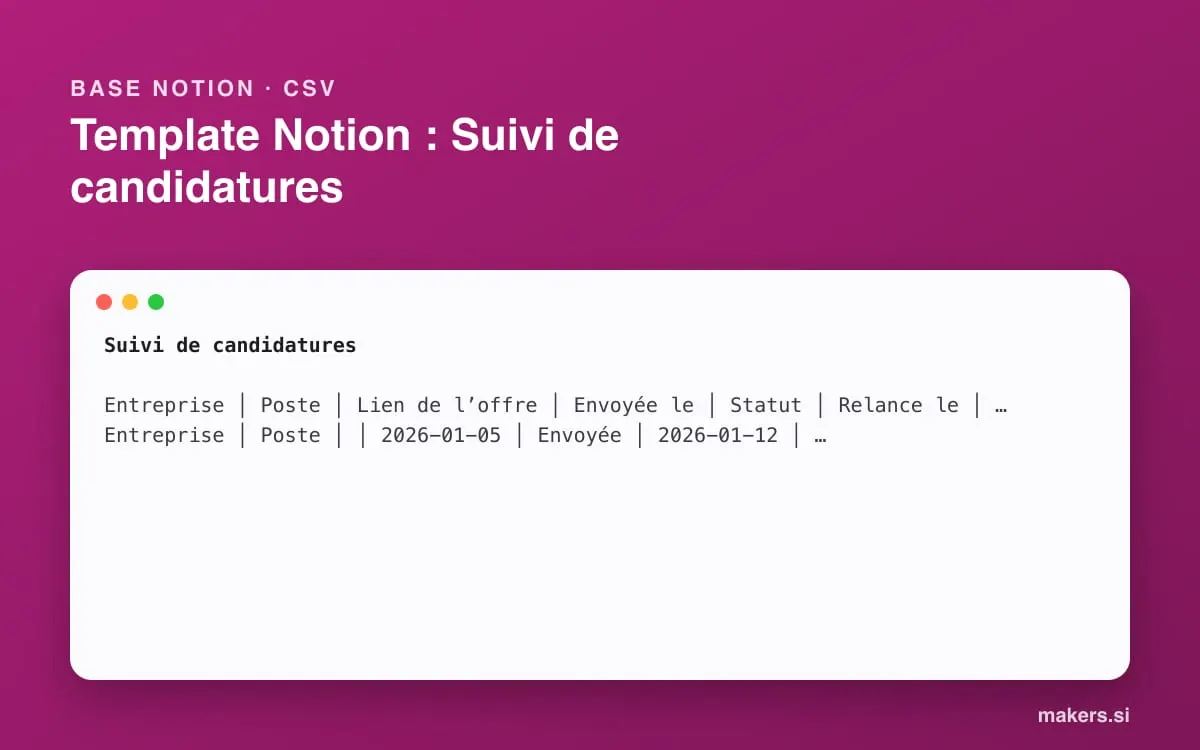 BASE NOTION · CSV
Template Notion : Suivi de
candidatures
Suivi de candidatures
Entreprise │ Poste │ Lien de l’offre │ Envoyée le │ Statut │ Relance le │ …
Entreprise │ Poste │ │ 2026-01-05 │ Envoyée │ 2026-01-12 │ …
makers.si